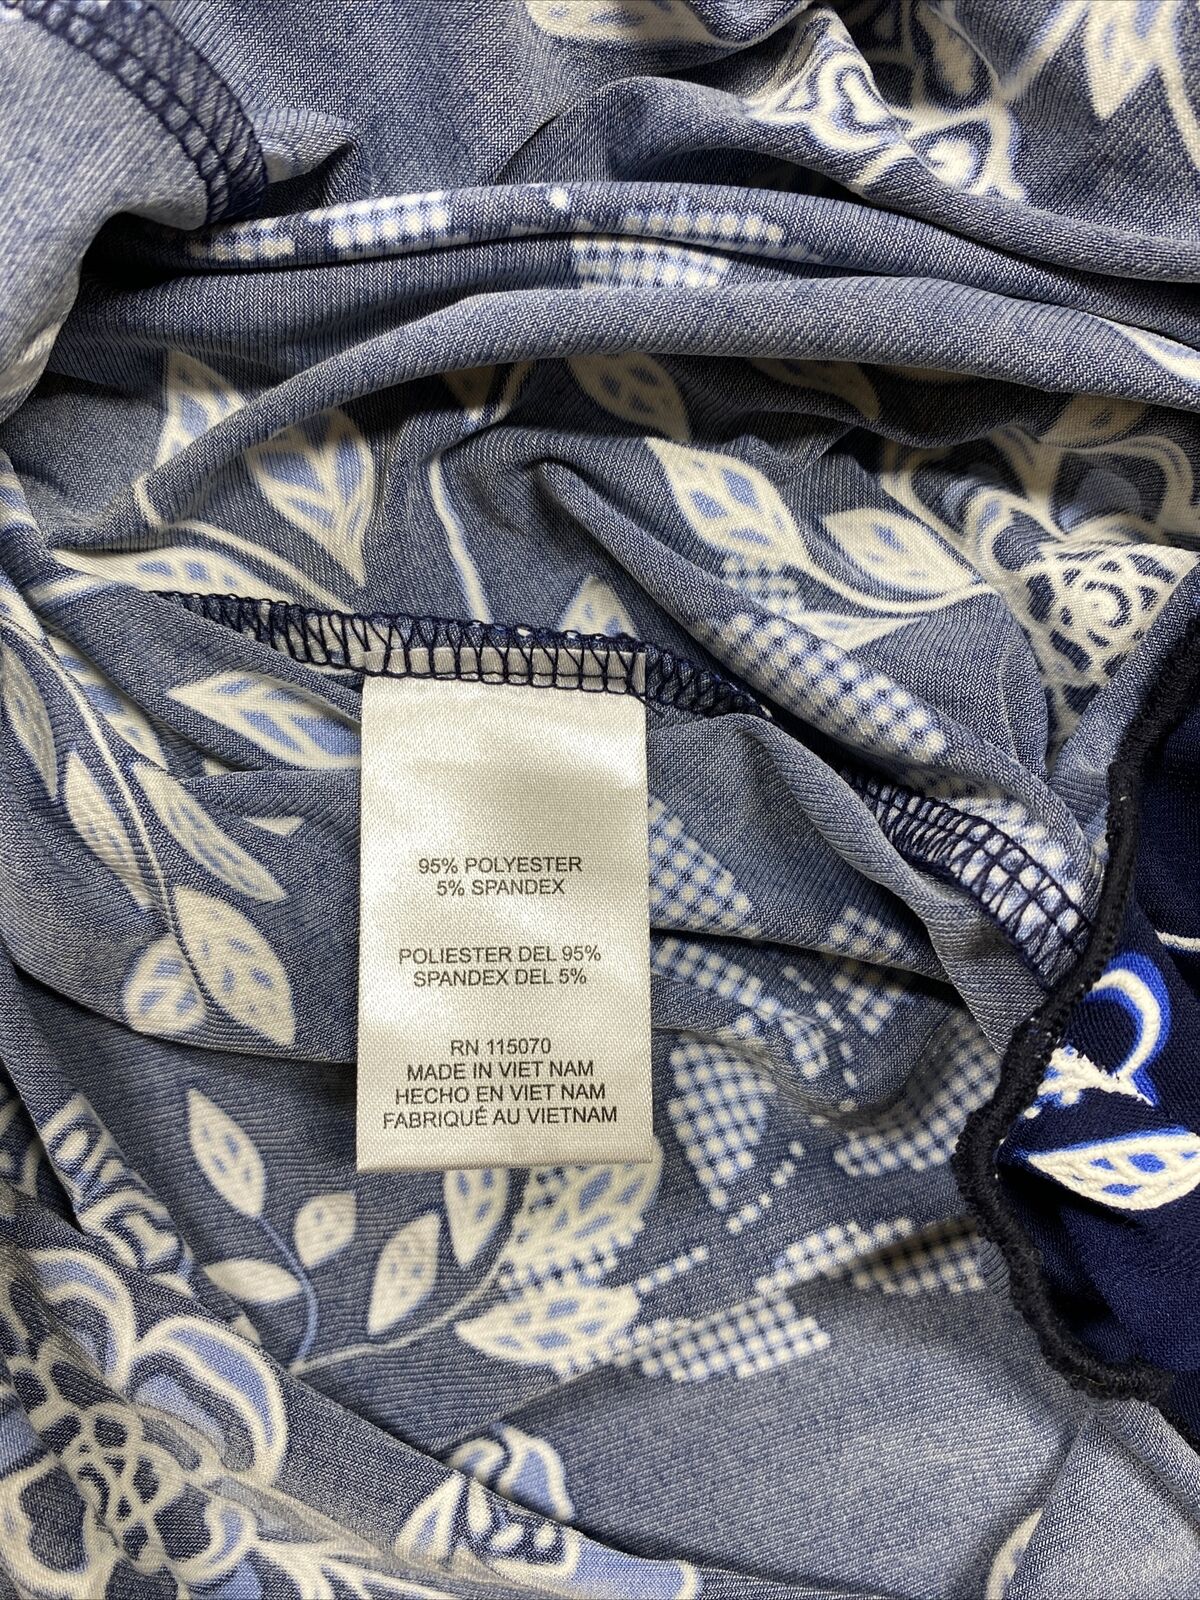 95% POLYESTER
5% SPANDEX
POLIESTER DEL 95%
SPANDEX DEL 5%
RN 115070
MADE IN VIET NAM
HECHO EN VIET NAM
FABRIQUÉ AU VIETNAM